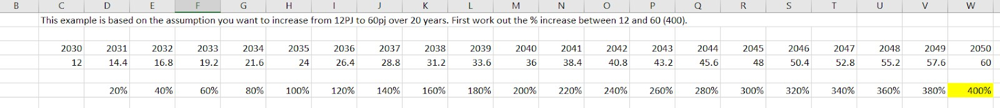 B C D E F G H I J K L M N O P Q R S T U V W
This example is based on the assumption you want to increase from 12PJ to 60pj over 20 years. First work out the % increase between 12 and 60 (400).
2030 2031 2032 2033 2034 2035 2036 2037 2038 2039 2040 2041 2042 2043 2044 2045 2046 2047 2048 2049 2050
12 14.4 16.8 19.2 21.6 24 26.4 28.8 31.2 33.6 36 38.4 40.8 43.2 45.6 48 50.4 52.8 55.2 57.6 60
20% 40% 60% 80% 100% 120% 140% 160% 180% 200% 220% 240% 260% 280% 300% 320% 340% 360% 380% 400%